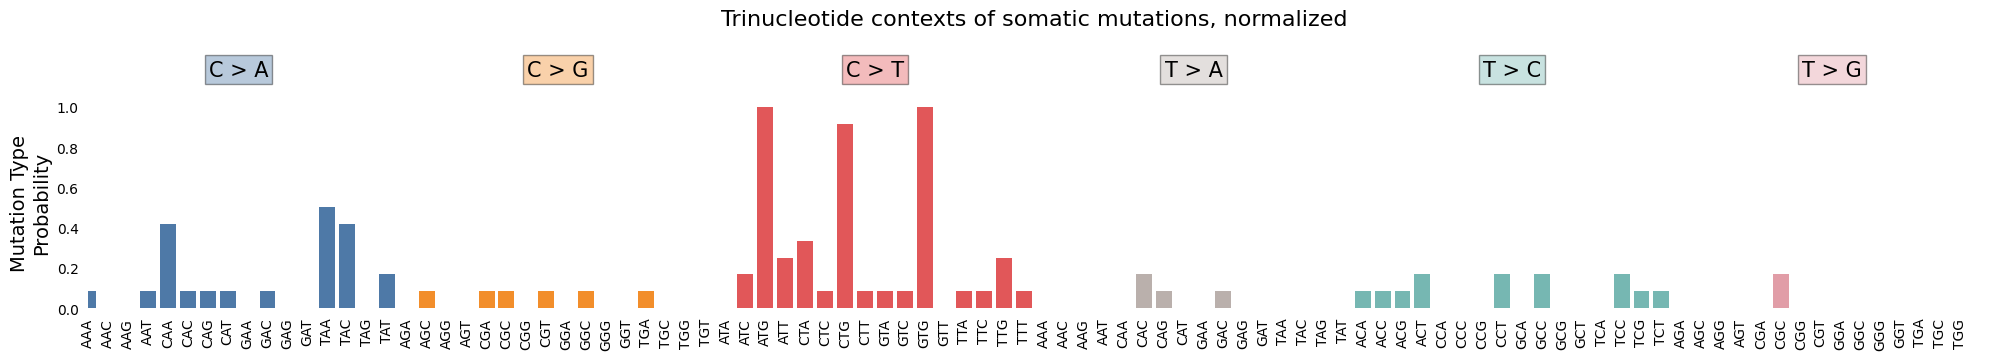 Trinucleotide contexts of somatic mutations, normalized
C > A
C > G
C > T
T > A
T > C
T > G
Mutation Type
Probability
1.0
0.8
0.6
0.4
0.2
0.0
AAA AAC AAG AAT CAA CAC CAG CAT GAA GAC GAG GAT TAA TAC TAG TAT AGA AGC AGG AGT CGA CGC CGG CGT GGA GGC GGG GGT TGA TGC TGG TGT ATA ATC ATG ATT CTA CTC CTG CTT GTA GTC GTG GTT TTA TTC TTG TTT AAA AAC AAG AAT CAA CAC CAG CAT GAA GAC GAG GAT TAA TAC TAG TAT ACA ACC ACG ACT CCA CCC CCG CCT GCA GCC GCG GCT TCA TCC TCG TCT AGA AGC AGG AGT CGA CGC CGG CGT GGA GGC GGG GGT TGA TGC TGG